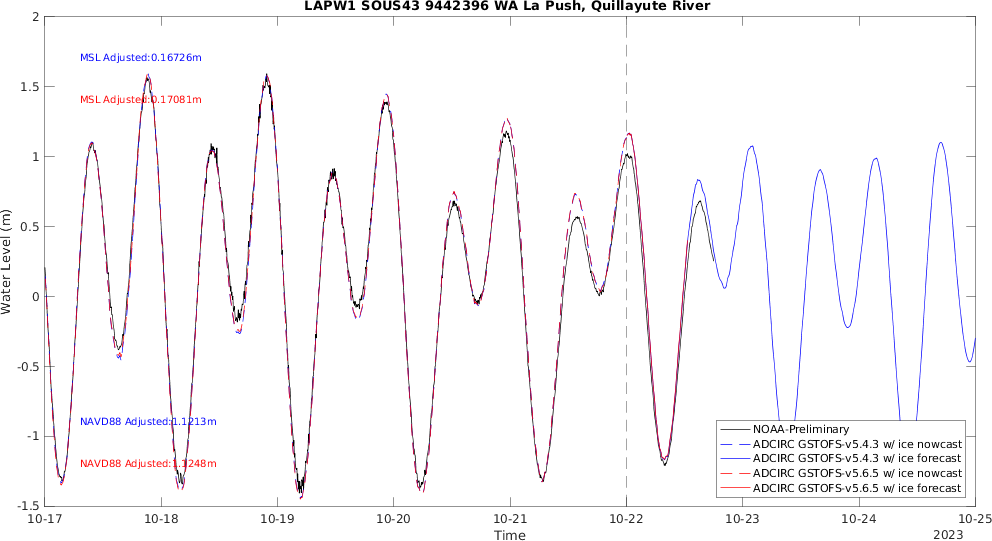 LAPW1 SOUS43 9442396 WA La Push, Quillayute River
2
1.5
1
0.5
0
-0.5
-1
-1.5
Water Level (m)
MSL Adjusted:0.16726m
MSL Adjusted:0.17081m
NAVD88 Adjusted:1.1213m
NAVD88 Adjusted:1.1248m
NOAA-Preliminary
ADCIRC GSTOFS-v5.4.3 w/ ice nowcast
ADCIRC GSTOFS-v5.4.3 w/ ice forecast
ADCIRC GSTOFS-v5.6.5 w/ ice nowcast
ADCIRC GSTOFS-v5.6.5 w/ ice forecast
10-17 10-18 10-19 10-20 10-21 10-22 10-23 10-24 10-25
Time
2023